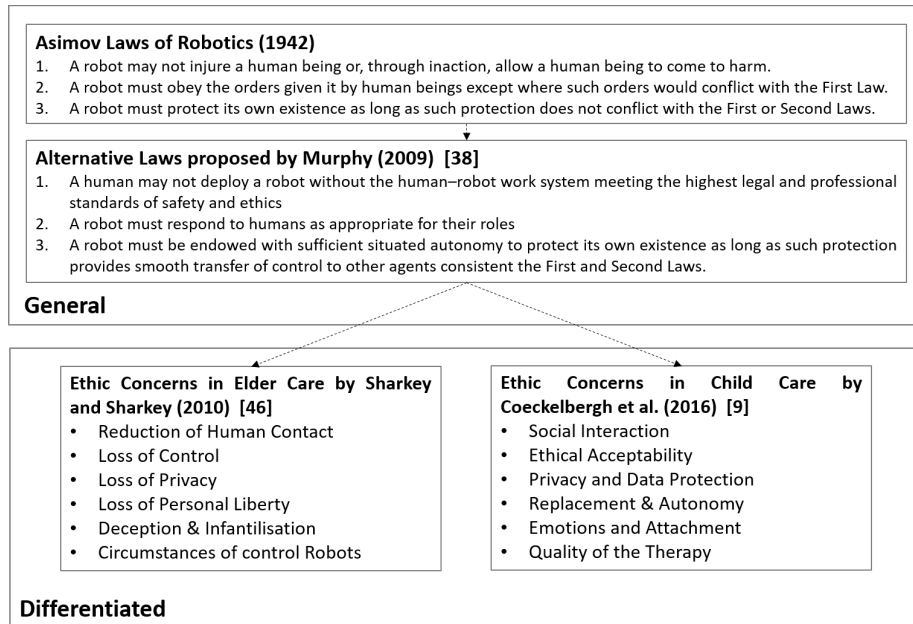 Asimov Laws of Robotics (1942)
1. A robot may not injure a human being or, through inaction, allow a human being to come to harm.
2. A robot must obey the orders given it by human beings except where such orders would conflict with the First Law.
3. A robot must protect its own existence as long as such protection does not conflict with the First or Second Laws.
Alternative Laws proposed by Murphy (2009) [38]
1. A human may not deploy a robot without the human–robot work system meeting the highest legal and professional
standards of safety and ethics
2. A robot must respond to humans as appropriate for their roles
3. A robot must be endowed with sufficient situated autonomy to protect its own existence as long as such protection
provides smooth transfer of control to other agents consistent the First and Second Laws.
General
Ethic Concerns in Elder Care by Sharkey
and Sharkey (2010) [46]
• Reduction of Human Contact
• Loss of Control
• Loss of Privacy
• Loss of Personal Liberty
• Deception & Infantilisation
• Circumstances of control Robots
Ethic Concerns in Child Care by
Coeckelbergh et al. (2016) [9]
• Social Interaction
• Ethical Acceptability
• Privacy and Data Protection
• Replacement & Autonomy
• Emotions and Attachment
• Quality of the Therapy
Differentiated